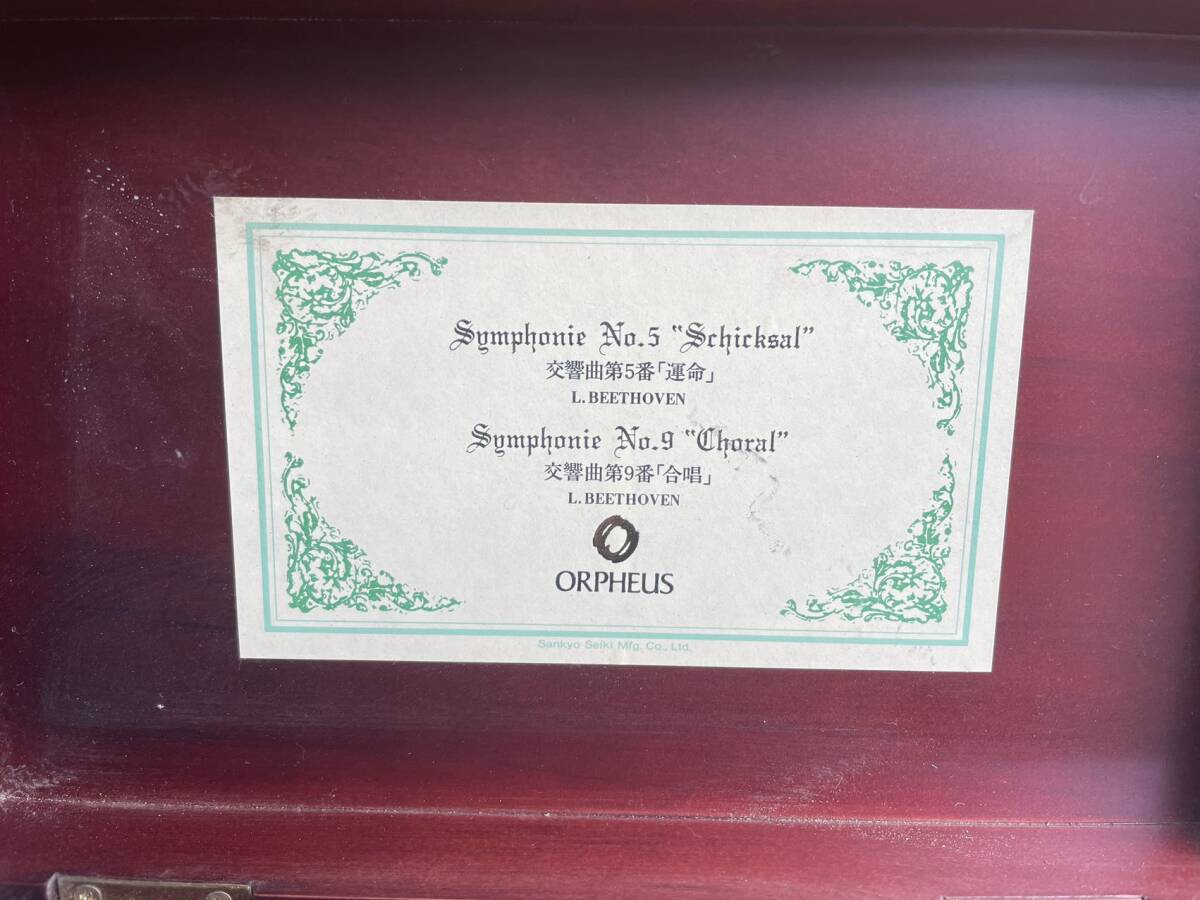 Symphonie No.5 "Schicksal"
交響曲第5番「運命」
L. BEETHOVEN
Symphonie No.9 "Choral"
交響曲第9番「合唱」
L. BEETHOVEN
ORPHEUS
Sankyo Seiki Mfg. Co., Ltd.